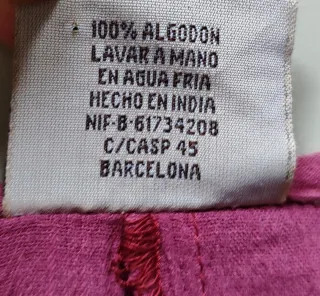 100% ALGODON
LAVAR A MANO
EN AGUA FRIA
HECHO EN INDIA
NIF-B-61734208
C/CASP 45
BARCELONA